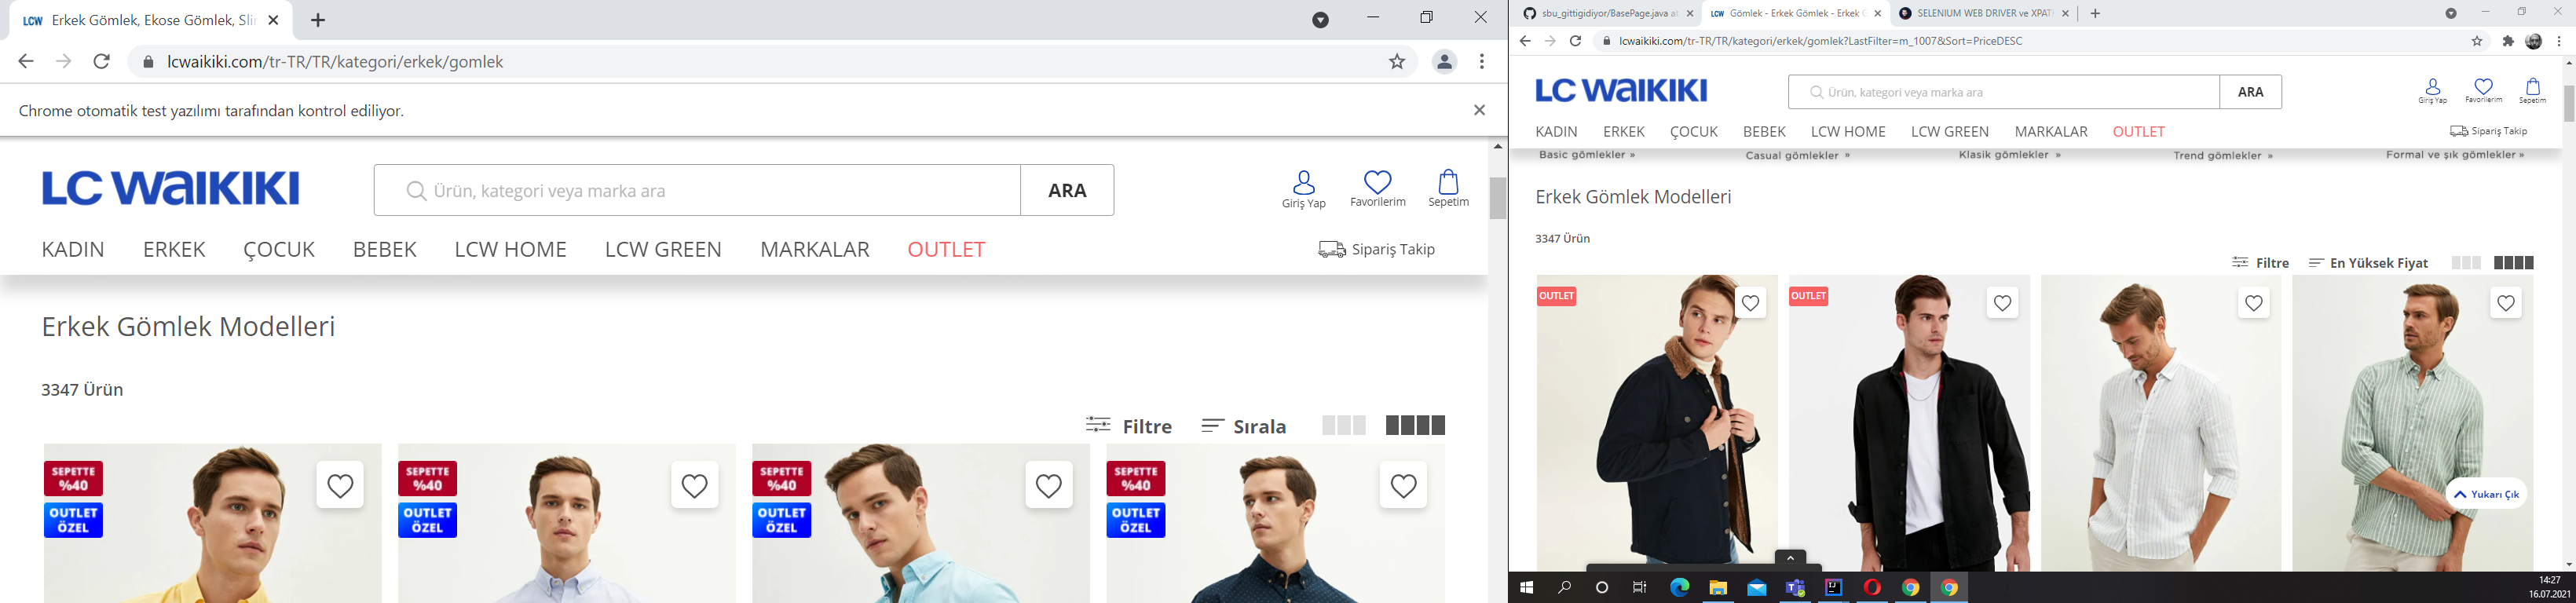 LCW Erkek Gömlek, Ekose Gömlek, Slin
lcwaikiki.com/tr-TR/TR/kategori/erkek/gomlek
Chrome otomatik test yazılımı tarafından kontrol ediliyor.
LC WAIKIKI
Ürün, kategori veya marka ara
ARA
Giriş Yap
Favorilerim
Sepetim
KADIN ERKEK ÇOCUK BEBEK LCW HOME LCW GREEN MARKALAR OUTLET
Sipariş Takip
Erkek Gömlek Modelleri
3347 Ürün
Filtre
Sırala
SEPETTE
%40
OUTLET
ÖZEL
SEPETTE
%40
OUTLET
ÖZEL
SEPETTE
%40
OUTLET
ÖZEL
SEPETTE
%40
OUTLET
ÖZEL
sbu_gittigidiyor/BasePage.java at
LCW Gömlek - Erkek Gömlek - Erkek G
SELENIUM WEB DRIVER ve XPATH
lcwaikiki.com/tr-TR/TR/kategori/erkek/gomlek?LastFilter=m_1007&Sort=PriceDESC
LC WAIKIKI
Ürün, kategori veya marka ara
ARA
Giriş Yap
Favorilerim
Sepetim
KADIN ERKEK ÇOCUK BEBEK LCW HOME LCW GREEN MARKALAR OUTLET
Sipariş Takip
Basic gömlekler » Casual gömlekler » Klasik gömlekler » Trend gömlekler » Formal ve şık gömlekler »
Erkek Gömlek Modelleri
3347 Ürün
Filtre
En Yüksek Fiyat
OUTLET
OUTLET
Yukarı Çık
14:27
16.07.2021